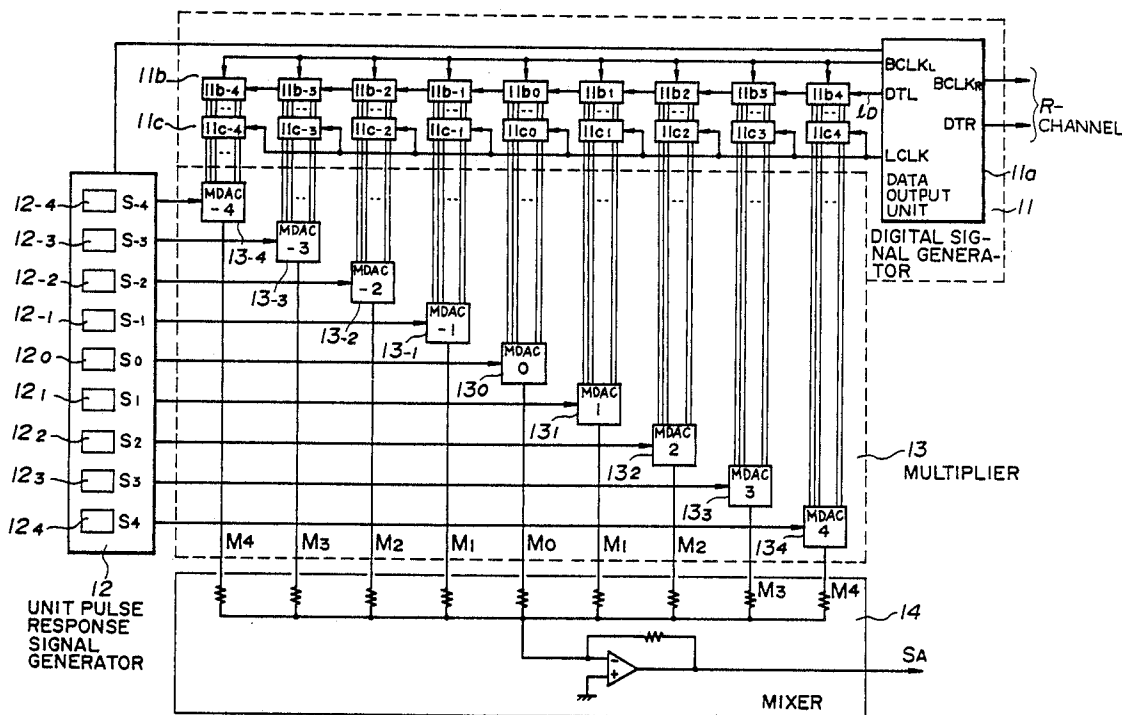 BCLKL
BCLKR
R-
CHANNEL
11b
11b-4 11b-3 11b-2 11b-1 11b0 11b1 11b2 11b3 11b4
DTL
lD
11c
11c-4 11c-3 11c-2 11c-1 11c0 11c1 11c2 11c3 11c4
DTR
LCLK
11a
DATA
OUTPUT
UNIT
11
DIGITAL SIG-
NAL GENERA-
TOR
12-4 S-4
MDAC
-4
13-4
12-3 S-3
MDAC
-3
13-3
12-2 S-2
MDAC
-2
13-2
12-1 S-1
MDAC
-1
13-1
120 S0
MDAC
0
130
121 S1
MDAC
1
131
122 S2
MDAC
2
132
123 S3
MDAC
3
133
124 S4
MDAC
4
134
13
MULTIPLIER
M4 M3 M2 M1 M0 M1 M2
M3 M4
12
UNIT PULSE
RESPONSE
SIGNAL
GENERATOR
14
−
+
SA
MIXER